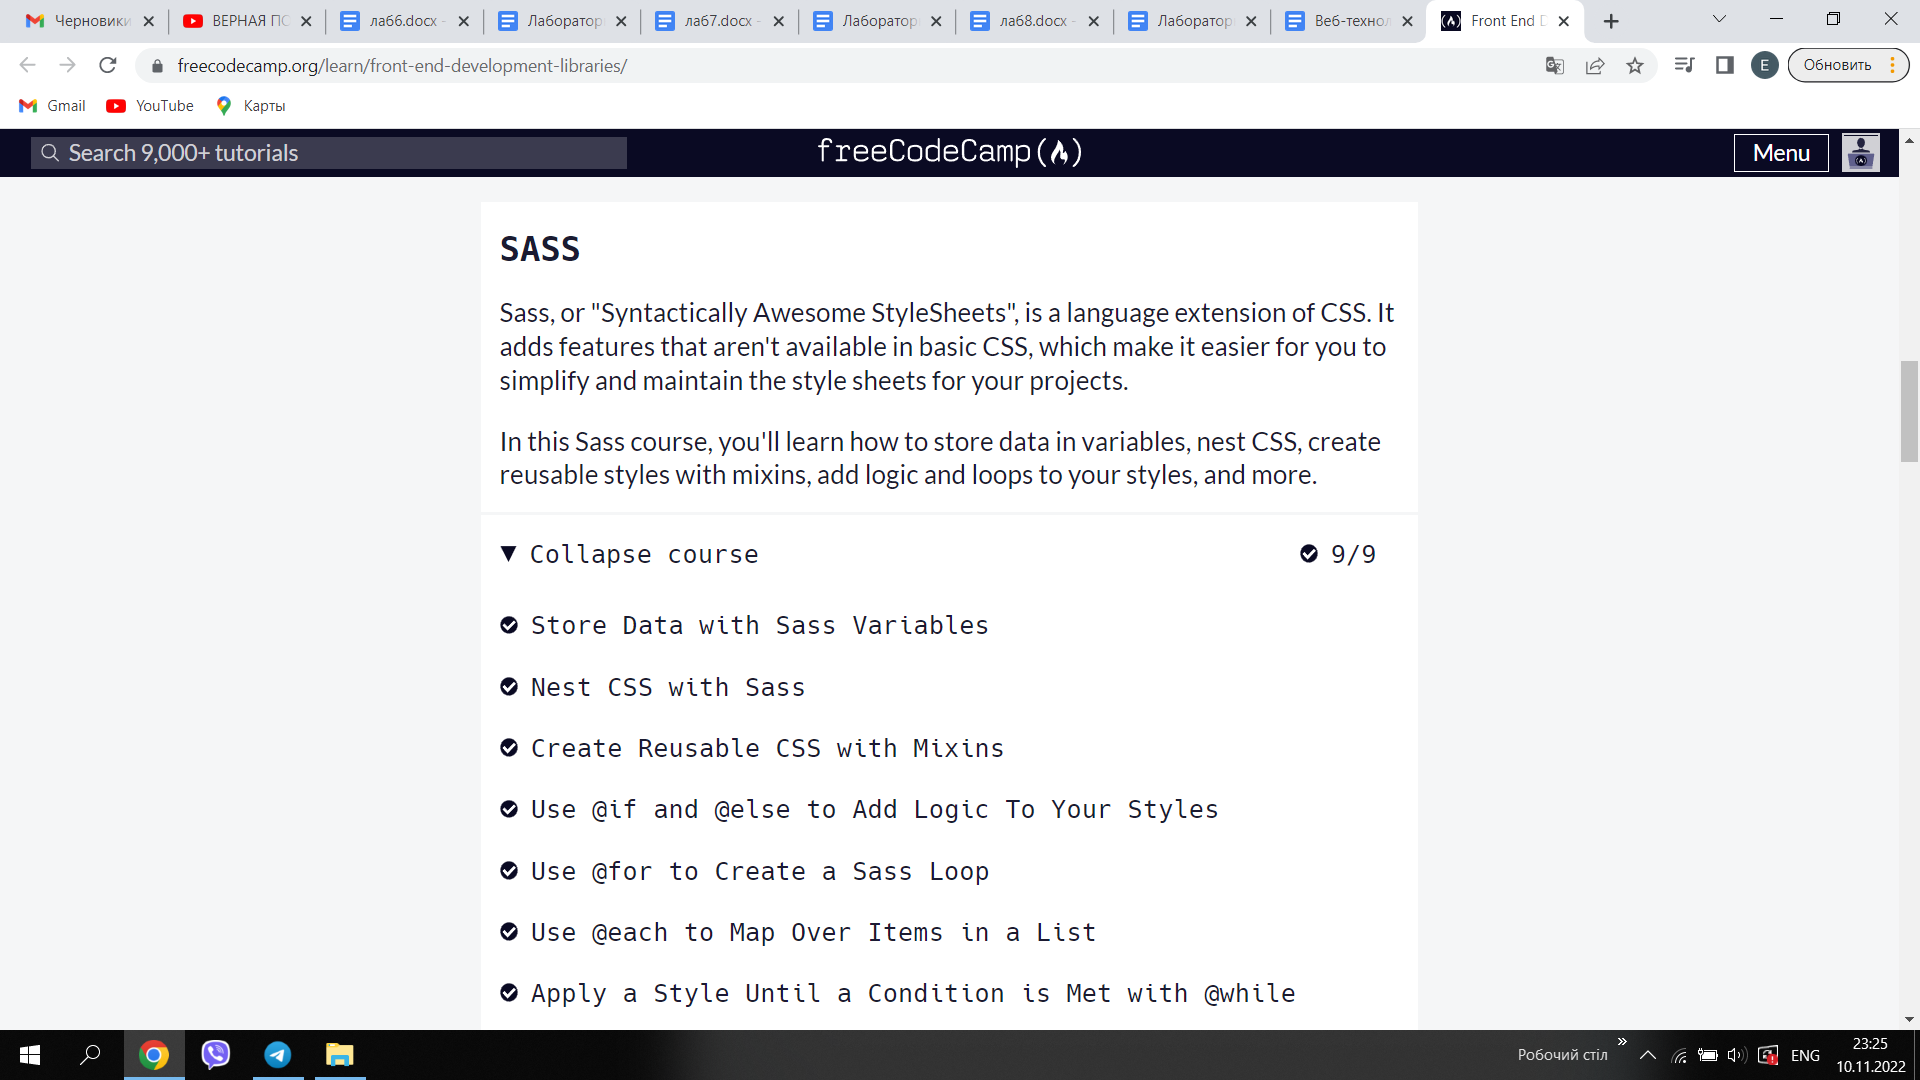 Черновики
ВЕРНАЯ ПС
лаб6.docx -
Лаборатор
лаб7.docx -
Лаборатор
лаб8.docx -
Лаборатор
Веб-технол
Front End D
freecodecamp.org/learn/front-end-development-libraries/
E
Обновить
Gmail
YouTube
Карты
Search 9,000+ tutorials
freeCodeCamp
Menu
SASS
Sass, or "Syntactically Awesome StyleSheets", is a language extension of CSS. It
adds features that aren't available in basic CSS, which make it easier for you to
simplify and maintain the style sheets for your projects.
In this Sass course, you'll learn how to store data in variables, nest CSS, create
reusable styles with mixins, add logic and loops to your styles, and more.
Collapse course 9/9
Store Data with Sass Variables
Nest CSS with Sass
Create Reusable CSS with Mixins
Use @if and @else to Add Logic To Your Styles
Use @for to Create a Sass Loop
Use @each to Map Over Items in a List
Apply a Style Until a Condition is Met with @while
Робочий стіл
ENG
23:25
10.11.2022